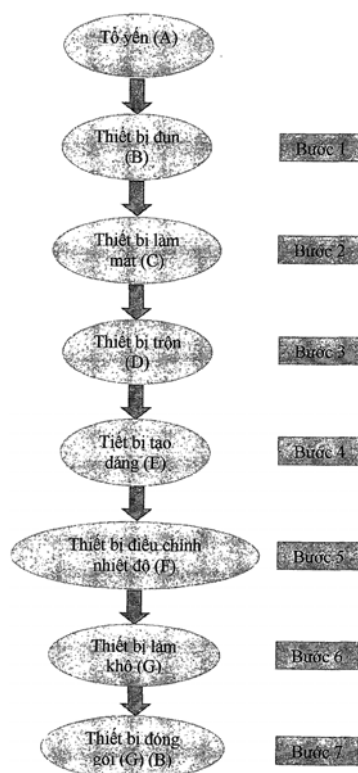 Tổ yến (A)
Thiết bị đun
(B)
Bước 1
Thiết bị làm
mát (C)
Bước 2
Thiết bị trộn
(D)
Bước 3
Tiết bị tạo
dáng (E)
Bước 4
Thiết bị điều chỉnh
nhiệt độ (F)
Bước 5
Thiết bị làm
khô (G)
Bước 6
Thiết bị đóng
gói (G) (B)
Bước 7